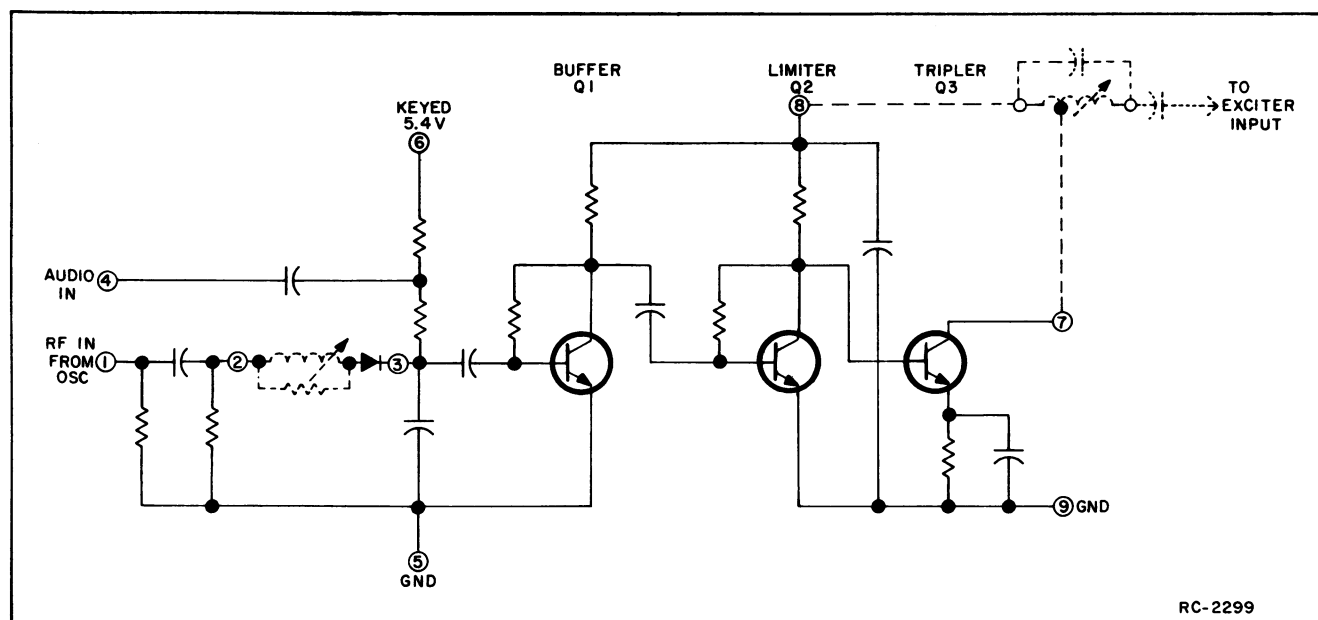 BUFFER
Q1
LIMITER
Q2
8
TRIPLER
Q3
TO
EXCITER
INPUT
KEYED
5.4V
6
AUDIO
IN
4
RF IN
FROM
OSC
1
2
3
7
5
GND
9 GND
RC-2299